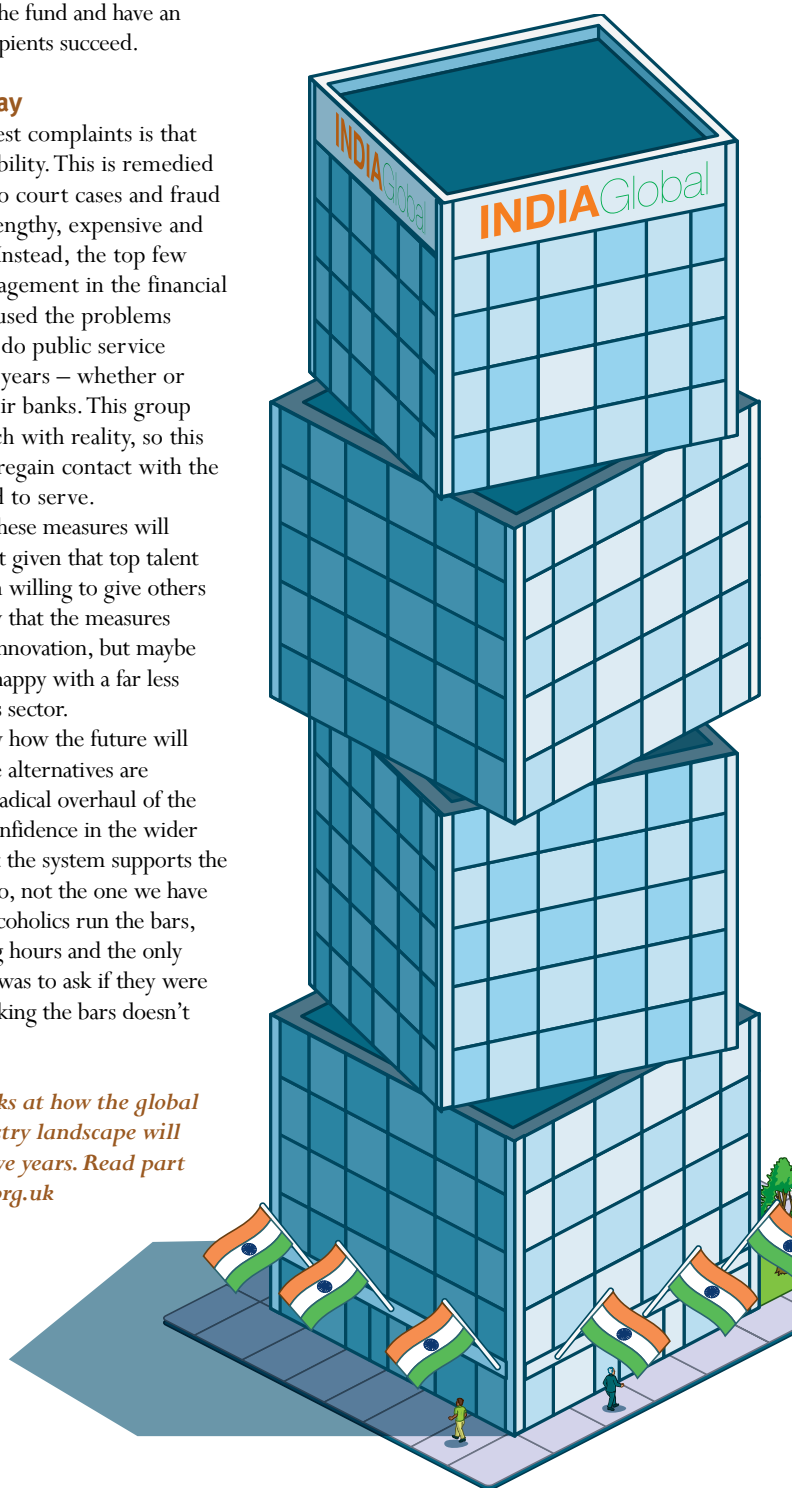 he fund and have an
pients succeed.
ay
est complaints is that
bility. This is remedied
o court cases and fraud
engthy, expensive and
Instead, the top few
agement in the financial
used the problems
do public service
years – whether or
ir banks. This group
ch with reality, so this
regain contact with the
d to serve.
hese measures will
t given that top talent
n willing to give others
y that the measures
nnovation, but maybe
happy with a far less
s sector.
y how the future will
e alternatives are
adical overhaul of the
nfidence in the wider
t the system supports the
o, not the one we have
coholics run the bars,
g hours and the only
was to ask if they were
king the bars doesn’t
ks at how the global
stry landscape will
ve years. Read part
org.uk
INDIAGlobal
INDIAGlobal